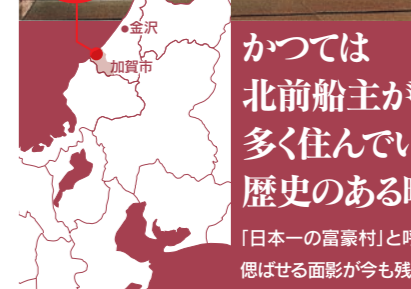 金沢
加賀市
かつては
北前船主が
多く住んでい
歴史のある町
「日本一の富豪村」と呼
偲ばせる面影が今も残